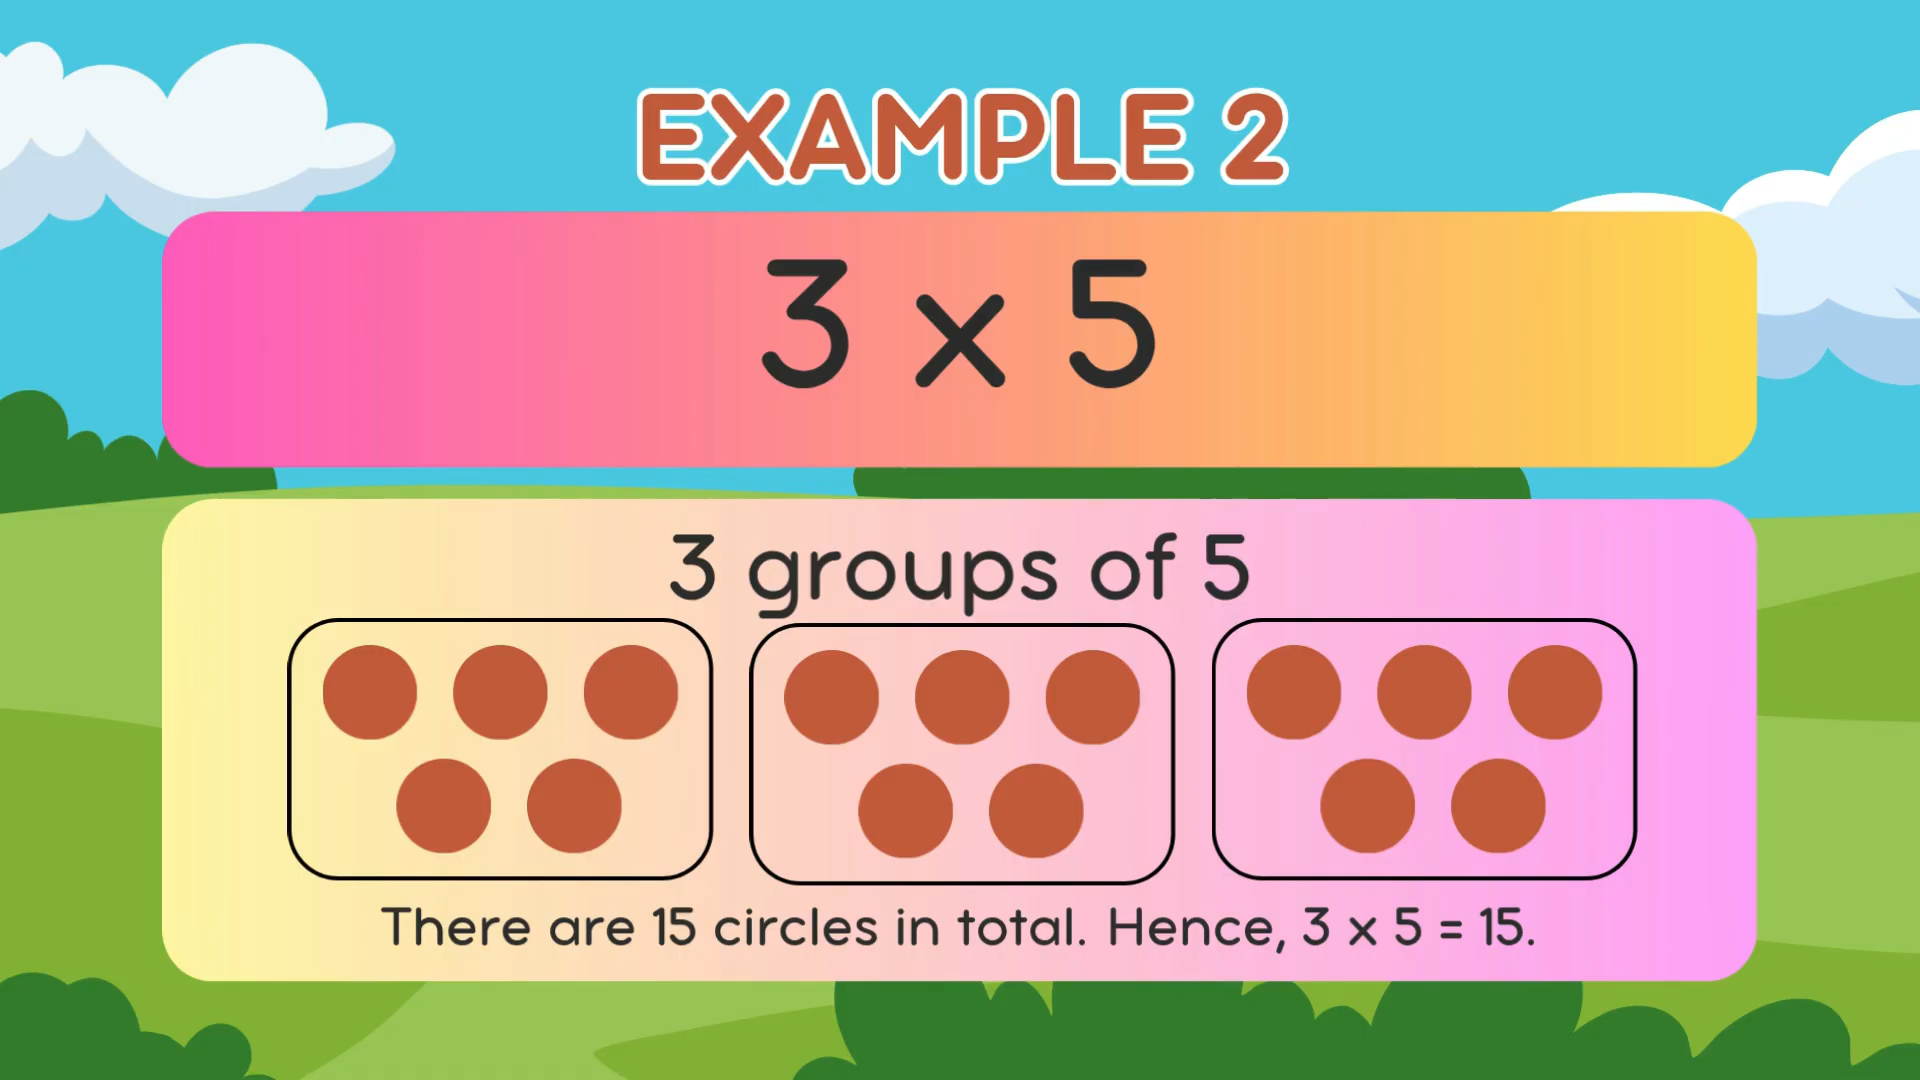 EXAMPLE 2
3 x 5
3 groups of 5
There are 15 circles in total. Hence, 3 x 5 = 15.